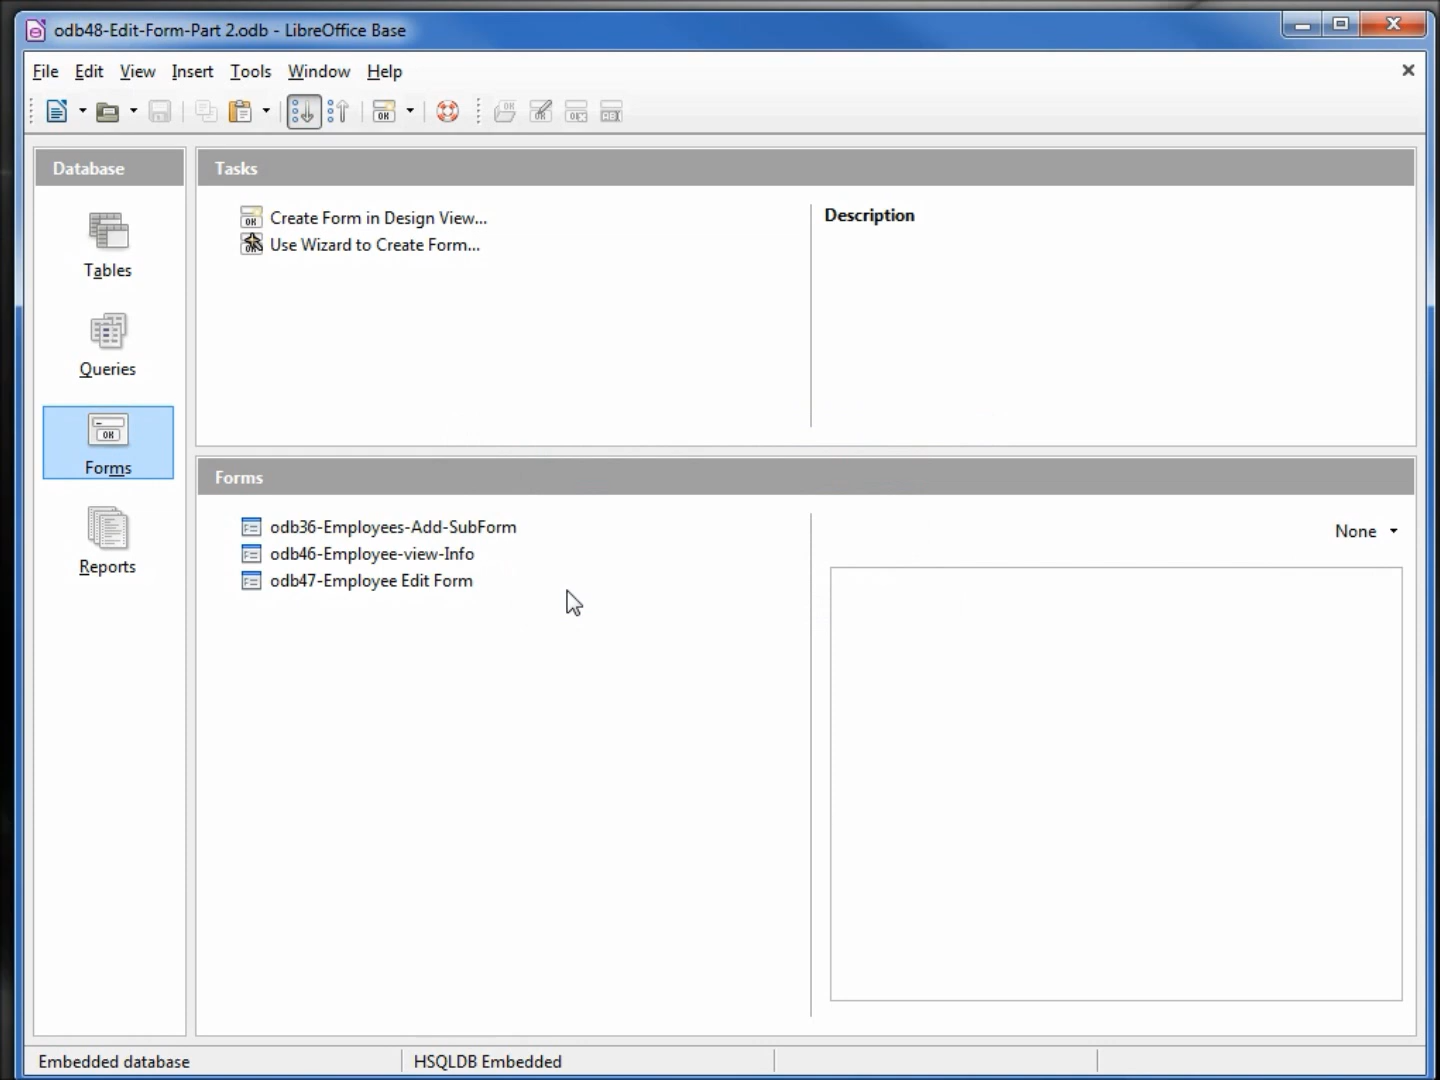 odb48-Edit-Form-Part 2.odb - LibreOffice Base
File Edit View Insert Tools Window Help
Database
Tasks
Create Form in Design View...
Use Wizard to Create Form...
Description
Tables
Queries
Forms
Reports
Forms
odb36-Employees-Add-SubForm
odb46-Employee-view-Info
odb47-Employee Edit Form
None
Embedded database
HSQLDB Embedded